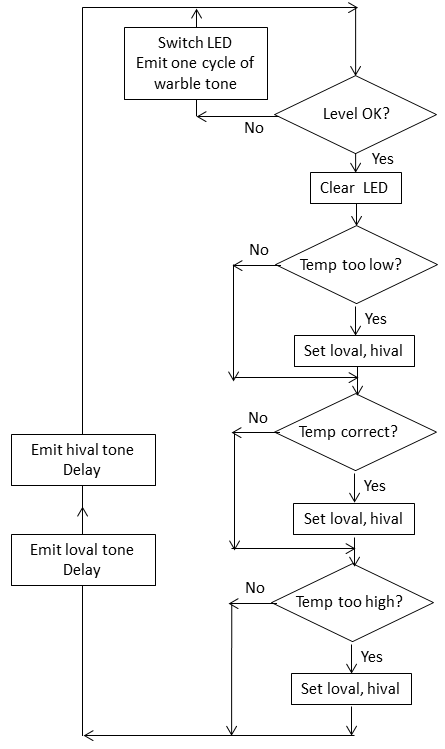 Switch LED
Emit one cycle of
warble tone
Level OK?
No
Yes
Clear LED
Temp too low?
No
Yes
Set loval, hival
Temp correct?
No
Yes
Set loval, hival
Temp too high?
No
Yes
Set loval, hival
Emit loval tone
Delay
Emit hival tone
Delay